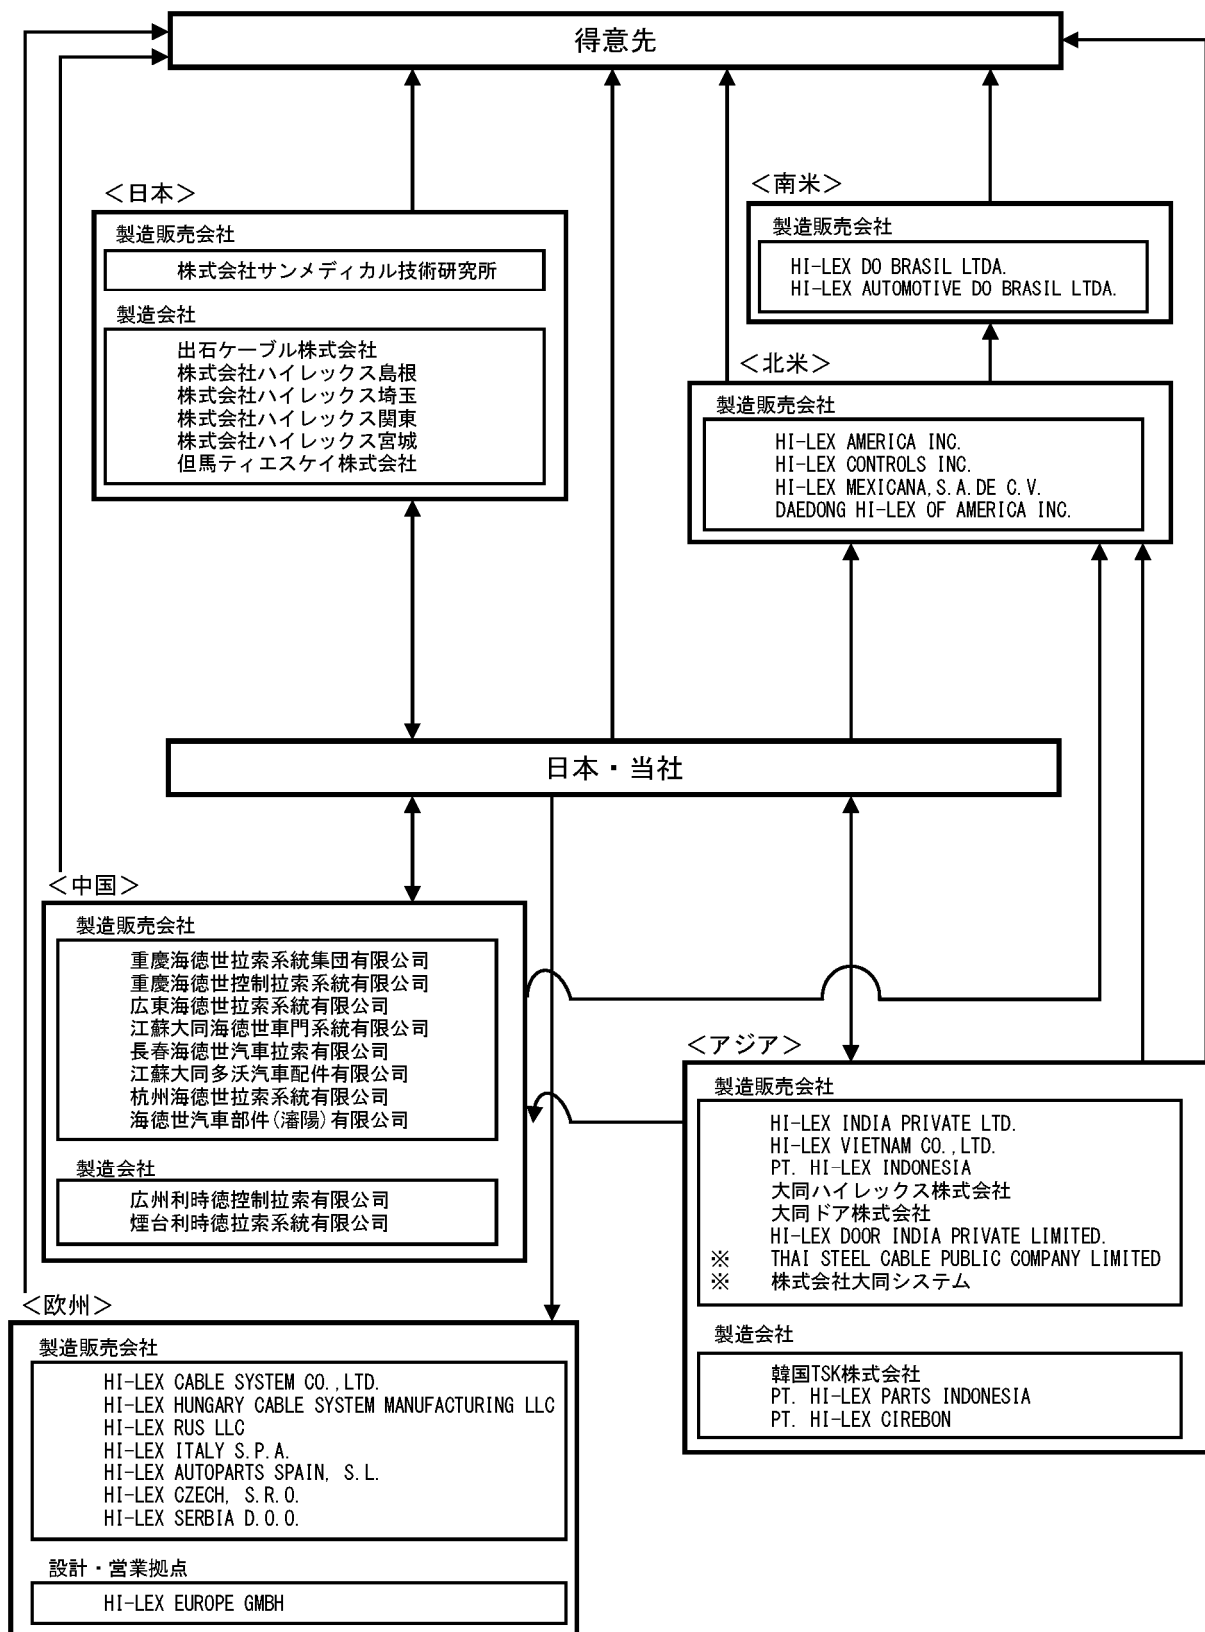 得意先
<日本>
製造販売会社
株式会社サンメディカル技術研究所
製造会社
出石ケーブル株式会社
株式会社ハイレックス島根
株式会社ハイレックス埼玉
株式会社ハイレックス関東
株式会社ハイレックス宮城
但馬ティエスケイ株式会社
<南米>
製造販売会社
HI-LEX DO BRASIL LTDA.
HI-LEX AUTOMOTIVE DO BRASIL LTDA.
<北米>
製造販売会社
HI-LEX AMERICA INC.
HI-LEX CONTROLS INC.
HI-LEX MEXICANA,S.A.DE C.V.
DAEDONG HI-LEX OF AMERICA INC.
日本・当社
<中国>
製造販売会社
重慶海徳世拉索系統集団有限公司
重慶海徳世控制拉索系統有限公司
広東海徳世拉索系統有限公司
江蘇大同海徳世車門系統有限公司
長春海徳世汽車拉索有限公司
江蘇大同多沃汽車配件有限公司
杭州海徳世拉索系統有限公司
海徳世汽車部件(瀋陽)有限公司
製造会社
広州利時徳控制拉索有限公司
煙台利時徳拉索系統有限公司
<アジア>
製造販売会社
HI-LEX INDIA PRIVATE LTD.
HI-LEX VIETNAM CO.,LTD.
PT. HI-LEX INDONESIA
大同ハイレックス株式会社
大同ドア株式会社
HI-LEX DOOR INDIA PRIVATE LIMITED.
※ THAI STEEL CABLE PUBLIC COMPANY LIMITED
※ 株式会社大同システム
製造会社
韓国TSK株式会社
PT. HI-LEX PARTS INDONESIA
PT. HI-LEX CIREBON
<欧州>
製造販売会社
HI-LEX CABLE SYSTEM CO.,LTD.
HI-LEX HUNGARY CABLE SYSTEM MANUFACTURING LLC
HI-LEX RUS LLC
HI-LEX ITALY S.P.A.
HI-LEX AUTOPARTS SPAIN, S.L.
HI-LEX CZECH, S.R.O.
HI-LEX SERBIA D.O.O.
設計・営業拠点
HI-LEX EUROPE GMBH